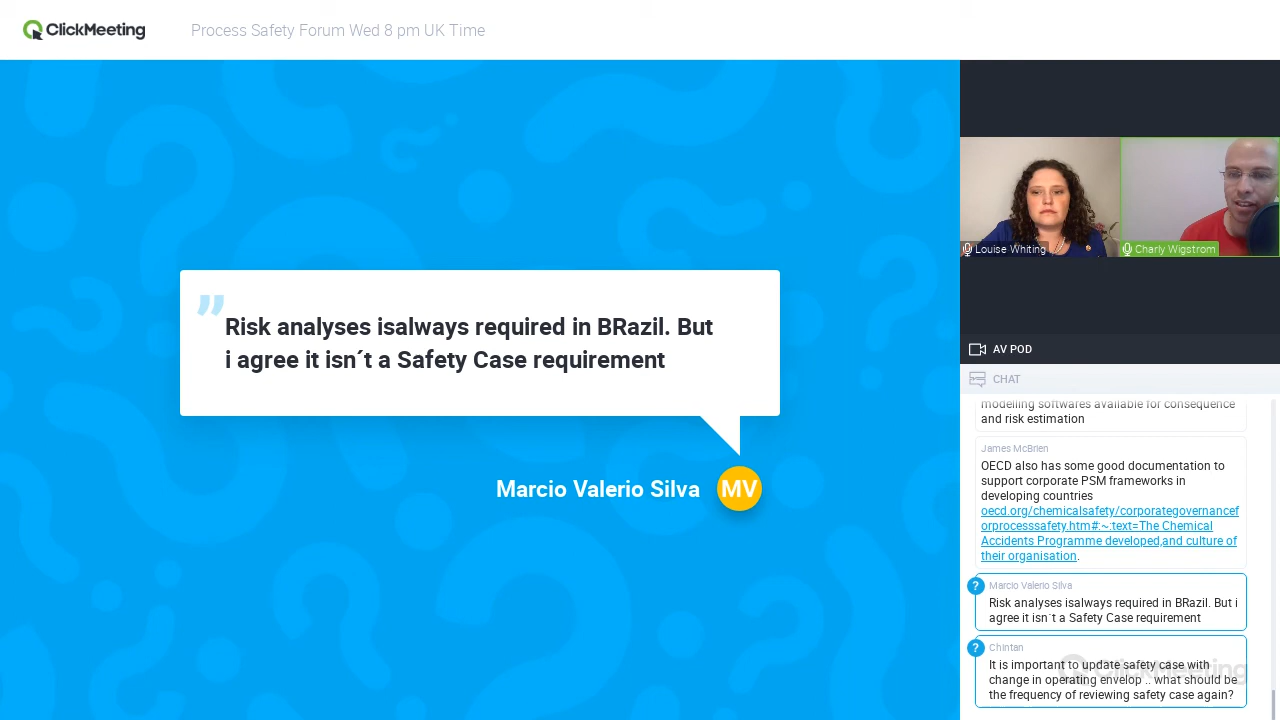 ClickMeeting
Process Safety Forum Wed 8 pm UK Time
Risk analyses isalways required in BRazil. But
i agree it isn´t a Safety Case requirement
Marcio Valerio Silva
MV
Louise Whiting
Charly Wigstrom
AV POD
CHAT
modelling softwares available for consequence
and risk estimation
James McBrien
OECD also has some good documentation to
support corporate PSM frameworks in
developing countries
oecd.org/chemicalsafety/corporategovernancef
orprocesssafety.htm#:~:text=The Chemical
Accidents Programme developed,and culture of
their organisation.
?
Marcio Valerio Silva
Risk analyses isalways required in BRazil. But i
agree it isn´t a Safety Case requirement
?
Chintan
It is important to update safety case with
change in operating envelop .. what should be
the frequency of reviewing safety case again?
ClickMeeting